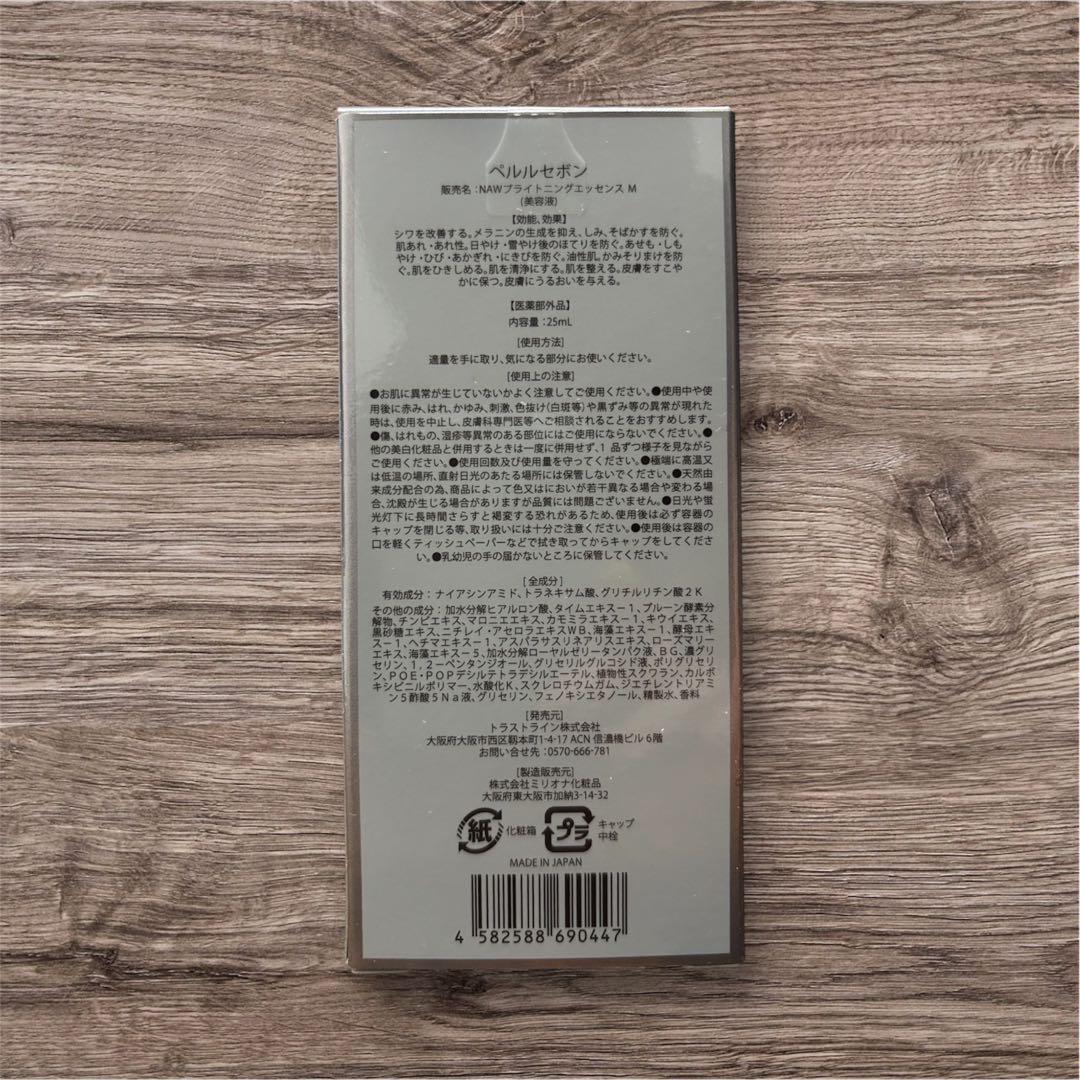 ペルルセボン
販売名：NAWブライトニングエッセンス M
(美容液)
【効能、効果】
シワを改善する。メラニンの生成を抑え、しみ、そばかすを防ぐ。
肌あれ・あれ性。日やけ・雪やけ後のほてりを防ぐ。あせも・しも
やけ・ひび・あかぎれ・にきびを防ぐ。油性肌。かみそりまけを防
ぐ。肌をひきしめる。肌を清浄にする。肌を整える。皮膚をすこや
かに保つ。皮膚にうるおいを与える。
【医薬部外品】
内容量：25mL
[使用方法]
適量を手に取り、気になる部分にお使いください。
[使用上の注意]
●お肌に異常が生じていないかよく注意してご使用ください。●使用中や使
用後に赤み、はれ、かゆみ、刺激、色抜け(白斑等)や黒ずみ等の異常が現れた
時は、使用を中止し、皮膚科専門医等へご相談されることをおすすめします。
●傷、はれもの、湿疹等異常のある部位にはご使用にならないでください。●
他の美白化粧品と併用するときは一度に併用せず、1 品ずつ様子を見ながら
ご使用ください。●使用回数及び使用量を守ってください。●極端に高温又
は低温の場所、直射日光のあたる場所には保管しないでください。●天然由
来成分配合の為、商品によって色又はにおいが若干異なる場合や変わる場
合、沈殿が生じる場合がありますが品質には問題ございません。●日光や蛍
光灯下に長時間さらすと褐変する恐れがあるため、使用後は必ず容器の
キャップを閉じる等、取り扱いには十分ご注意ください。●使用後は容器の
口を軽くティッシュペーパーなどで拭き取ってからキャップをしてくださ
い。●乳幼児の手の届かないところに保管してください。
[全成分]
有効成分：ナイアシンアミド、トラネキサム酸、グリチルリチン酸２Ｋ
その他の成分：加水分解ヒアルロン酸、タイムエキス－１、プルーン酵素分
解物、チンピエキス、マロニエエキス、カモミラエキス－１、キウイエキス、
黒砂糖エキス、ニチレイ・アセロラエキスＷＢ、海藻エキス－１、酵母エキ
ス－１、ヘチマエキス－１、アスパラサスリネアリスエキス、ローズマリー
エキス、海藻エキス－５、加水分解ローヤルゼリータンパク液、ＢＧ、濃グリ
セリン、１，２－ペンタンジオール、グリセリルグルコシド液、ポリグリセリ
ン、ＰＯＥ・ＰＯＰデシルテトラデシルエーテル、植物性スクワラン、カルボ
キシビニルポリマー、水酸化Ｋ、スクレロチウムガム、ジエチレントリアミ
ン５酢酸５Ｎａ液、グリセリン、フェノキシエタノール、精製水、香料
[発売元]
トラストライン株式会社
大阪府大阪市西区靱本町1-4-17 ACN 信濃橋ビル 6階
お問い合せ先：0570-666-781
[製造販売元]
株式会社ミリオナ化粧品
大阪府東大阪市加納3-14-32
紙 化粧箱 プラ キャップ
中栓
MADE IN JAPAN
4 582588 690447